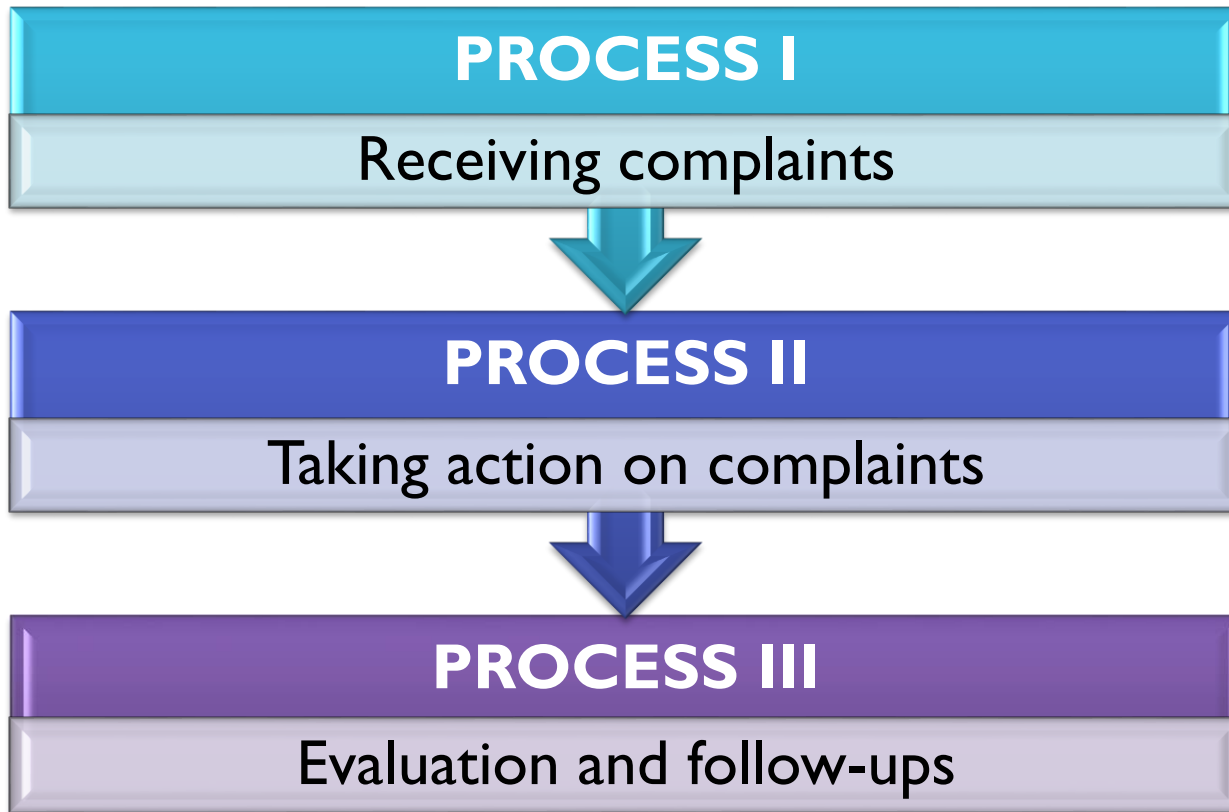 PROCESS I
Receiving complaints
PROCESS II
Taking action on complaints
PROCESS III
Evaluation and follow-ups